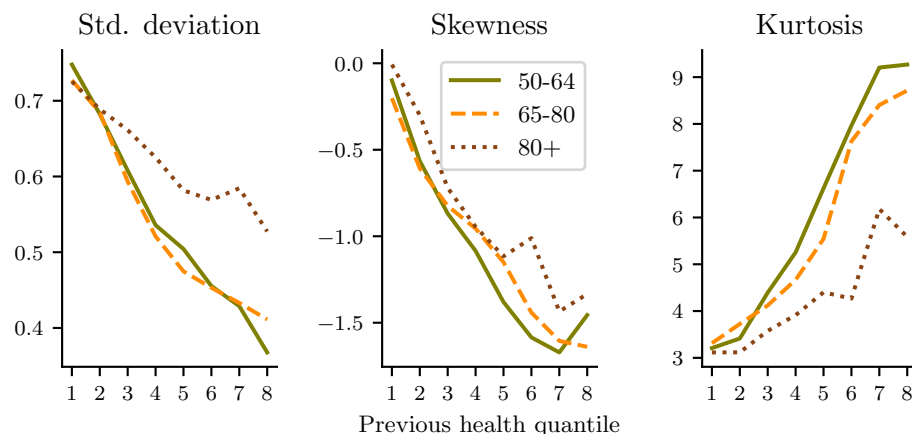 Std. deviation
0.7
0.6
0.5
0.4
1 2 3 4 5 6 7 8
Skewness
0.0
−0.5
−1.0
−1.5
50-64
65-80
80+
1 2 3 4 5 6 7 8
Previous health quantile
Kurtosis
9
8
7
6
5
4
3
1 2 3 4 5 6 7 8